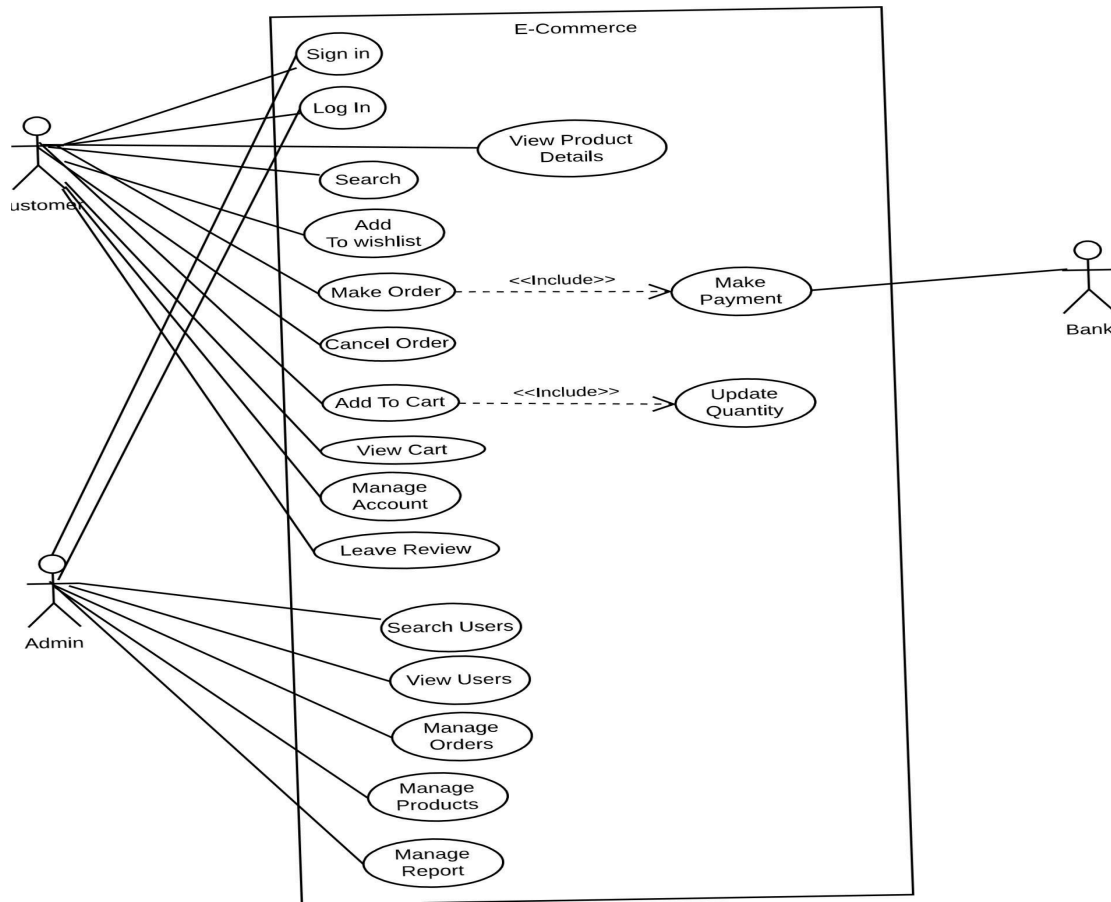 E-Commerce
Sign in
Log In
View Product
Details
Search
ustomer
Add
To wishlist
Make Order
<<Include>>
Make
Payment
Bank
Cancel Order
Add To Cart
<<Include>>
Update
Quantity
View Cart
Manage
Account
Leave Review
Admin
Search Users
View Users
Manage
Orders
Manage
Products
Manage
Report